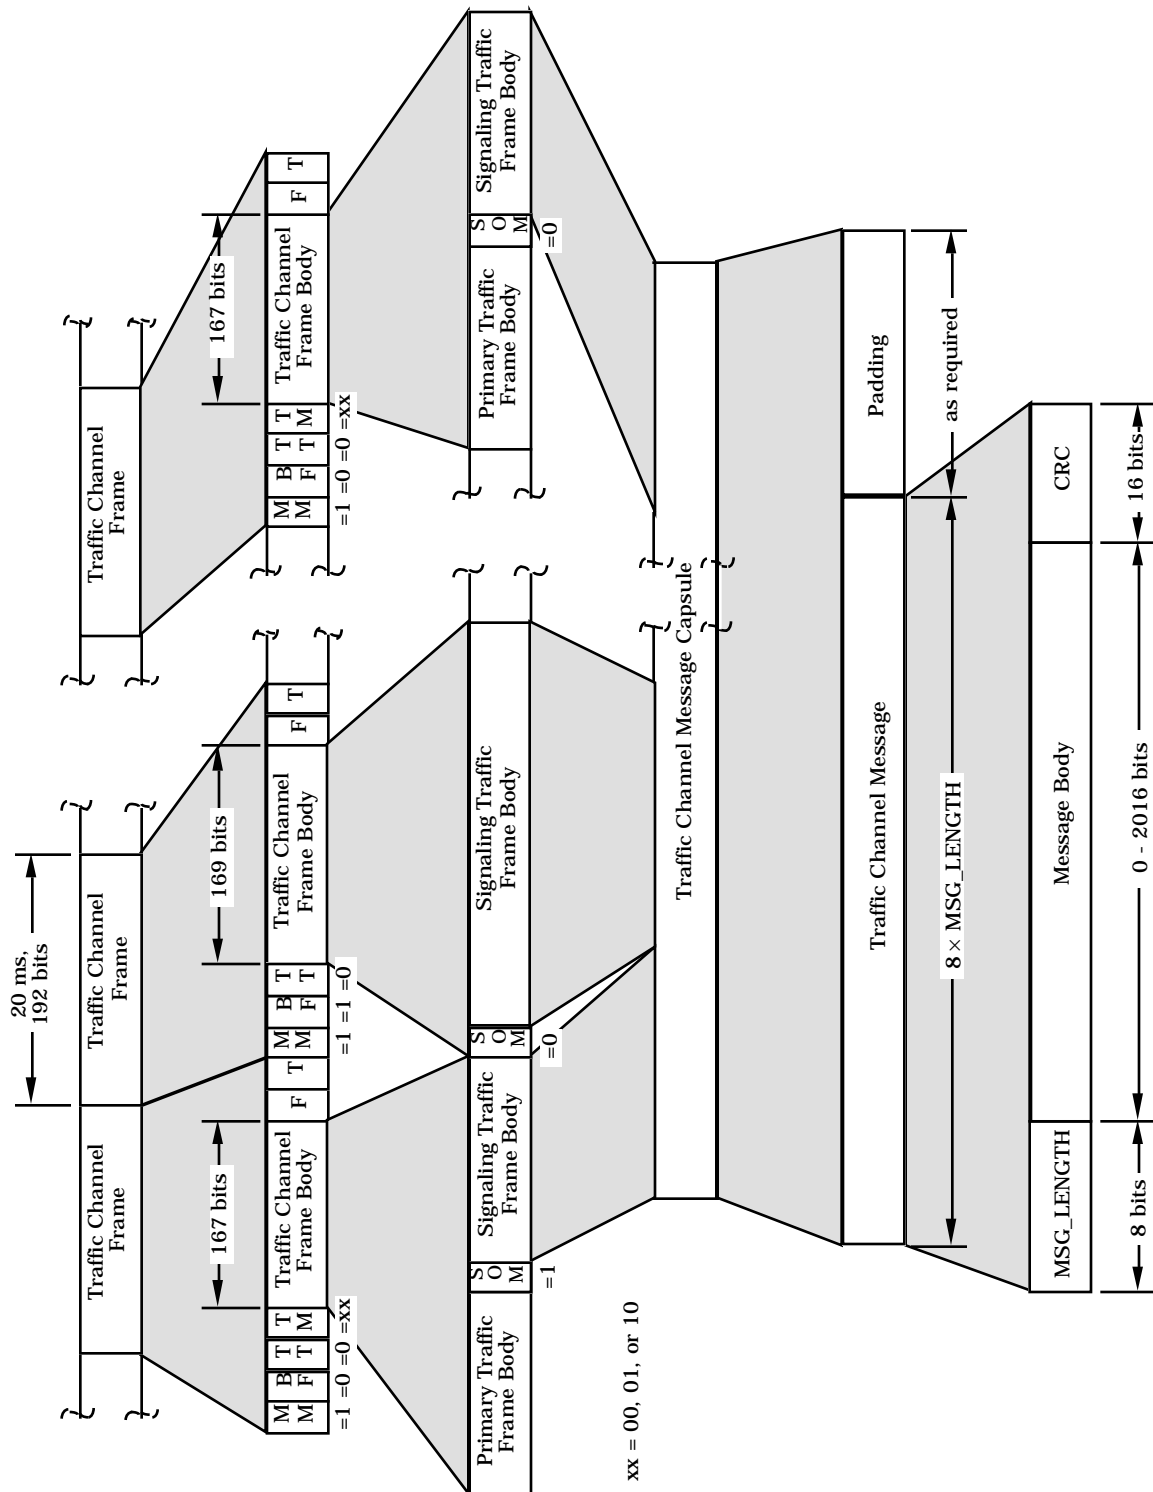 20 ms,
192 bits
Traffic Channel
Frame
Traffic Channel
Frame
Traffic Channel
Frame
167 bits
169 bits
167 bits
M
M
B
F
T
T
T
M
Traffic Channel
Frame Body
F
T
M
M
B
F
T
T
Traffic Channel
Frame Body
F
T
M
M
B
F
T
T
T
M
Traffic Channel
Frame Body
F
T
=1 =0 =0 =xx
=1 =1 =0
=1 =0 =0 =xx
Primary Traffic
Frame Body
S
O
M
Signaling Traffic
Frame Body
S
O
M
Signaling Traffic
Frame Body
Primary Traffic
Frame Body
S
O
M
Signaling Traffic
Frame Body
=1
=0
=0
xx = 00, 01, or 10
Traffic Channel Message Capsule
Traffic Channel Message
Padding
8 × MSG_LENGTH
as required
MSG_LENGTH
Message Body
CRC
8 bits
0 - 2016 bits
16 bits